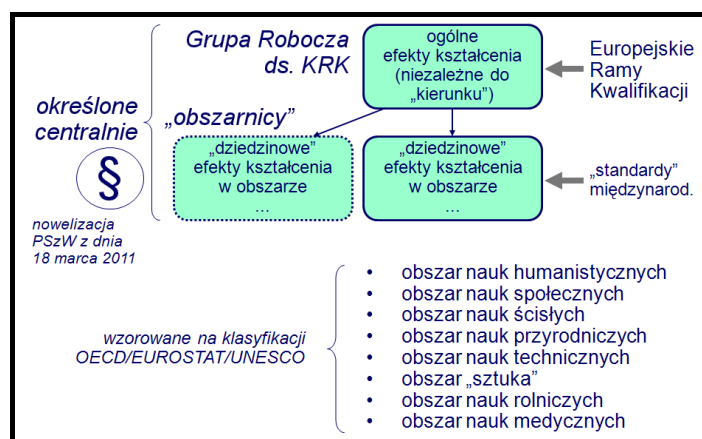 Grupa Robocza
ds. KRK
ogólne
efekty kształcenia
(niezależne do
„kierunku”)
Europejskie
Ramy
Kwalifikacji
określone
centralnie
„obszarnicy”
§
nowelizacja
PSzW z dnia
18 marca 2011
„dziedzinowe”
efekty kształcenia
w obszarze
...
„dziedzinowe”
efekty kształcenia
w obszarze
...
„standardy”
międzynarod.
wzorowane na klasyfikacji
OECD/EUROSTAT/UNESCO
• obszar nauk humanistycznych
• obszar nauk społecznych
• obszar nauk ścisłych
• obszar nauk przyrodniczych
• obszar nauk technicznych
• obszar „sztuka”
• obszar nauk rolniczych
• obszar nauk medycznych